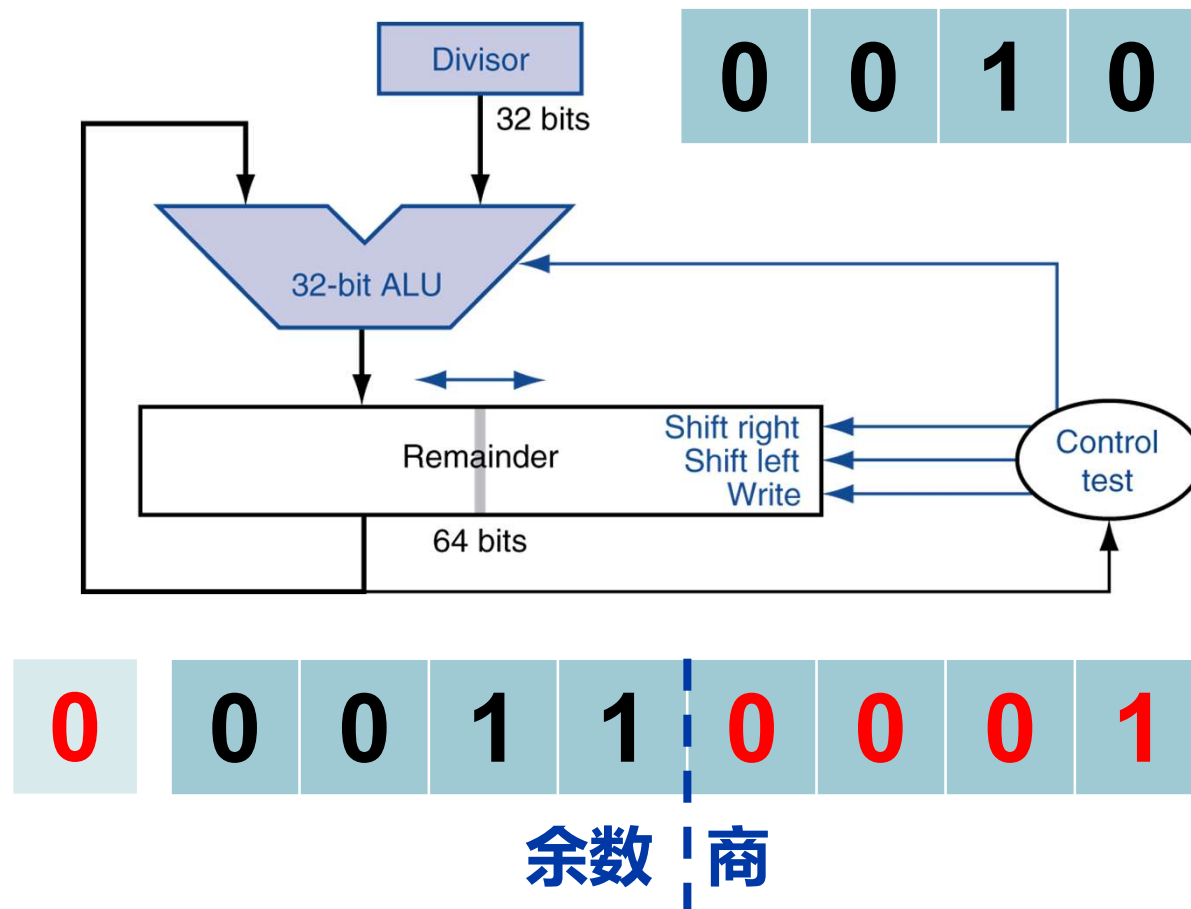 Divisor
0 0 1 0
32 bits
32-bit ALU
Remainder
Shift right
Shift left
Write
Control
test
64 bits
0 0 0 1 1 0 0 0 1
余数 商